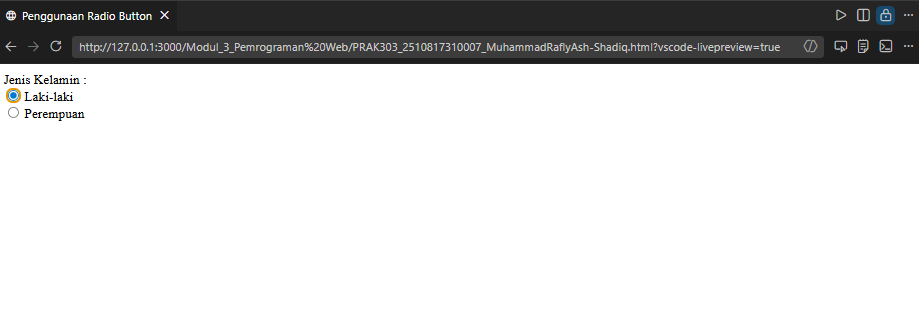 Penggunaan Radio Button
http://127.0.0.1:3000/Modul_3_Pemrograman%20Web/PRAK303_2510817310007_MuhammadRaflyAsh-Shadiq.html?vscode-livepreview=true
Jenis Kelamin :
Laki-laki
Perempuan